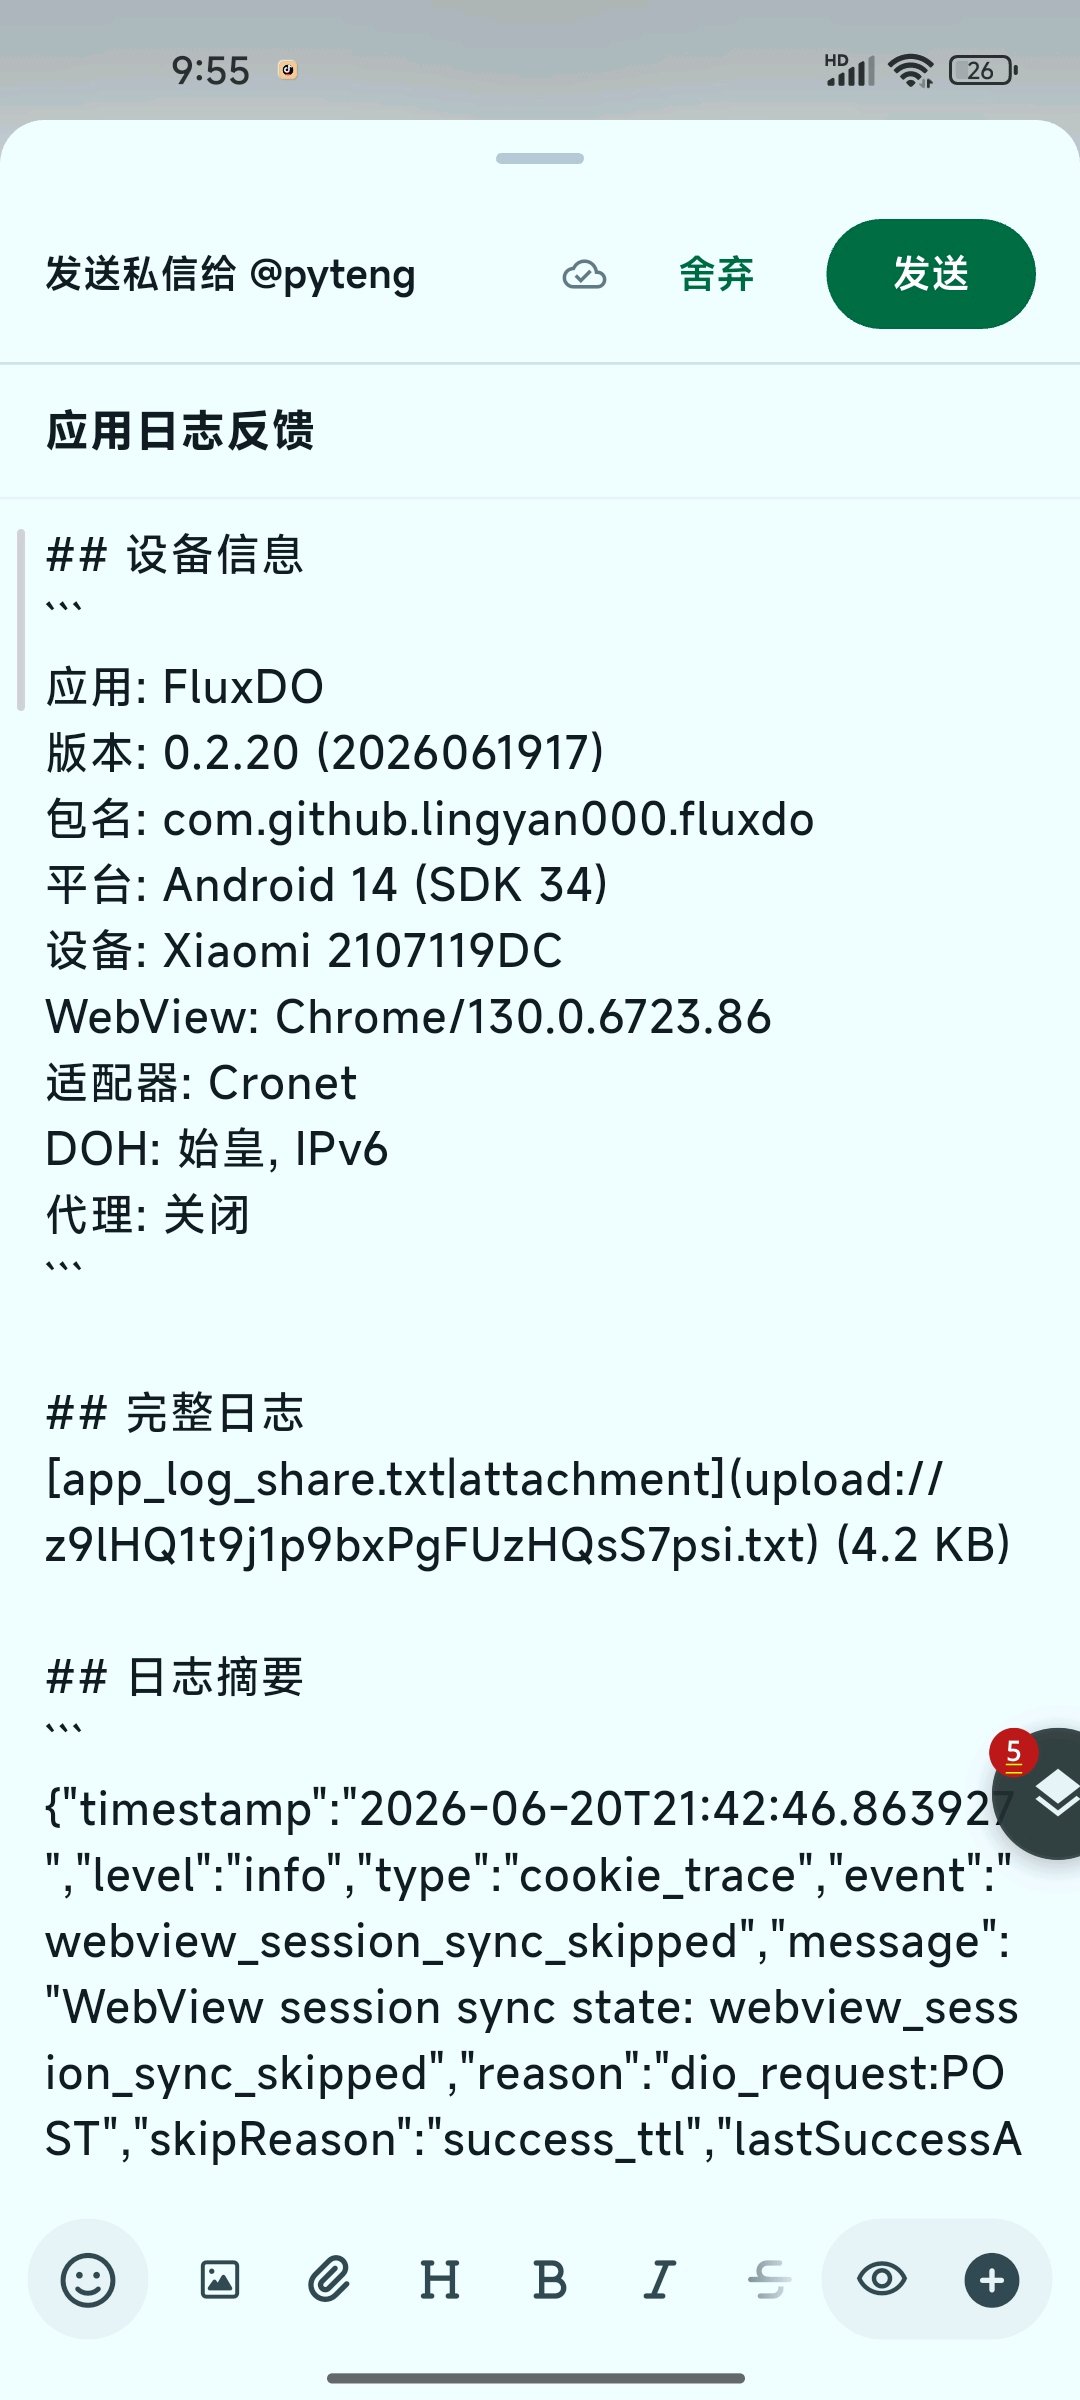 9:55
HD
26
发送私信给 @pyteng
舍弃
发送
应用日志反馈
## 设备信息
```
应用: FluxDO
版本: 0.2.20 (2026061917)
包名: com.github.lingyan000.fluxdo
平台: Android 14 (SDK 34)
设备: Xiaomi 2107119DC
WebView: Chrome/130.0.6723.86
适配器: Cronet
DOH: 始皇, IPv6
代理: 关闭
```
## 完整日志
[app_log_share.txt|attachment](upload://
z9lHQ1t9j1p9bxPgFUzHQsS7psi.txt) (4.2 KB)
## 日志摘要
```
5
{"timestamp":"2026-06-20T21:42:46.863927
","level":"info","type":"cookie_trace","event":"
webview_session_sync_skipped","message":
"WebView session sync state: webview_sess
ion_sync_skipped","reason":"dio_request:PO
ST","skipReason":"success_ttl","lastSuccessA
H
B
I
S